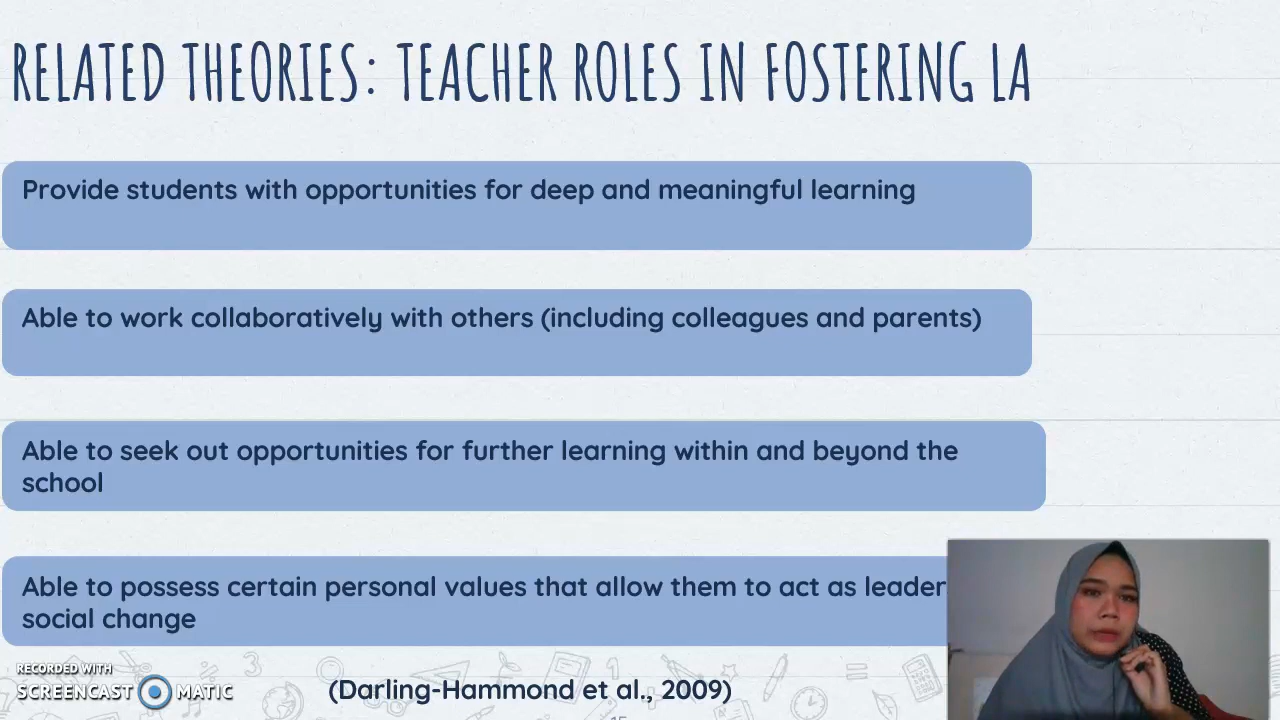 RELATED THEORIES: TEACHER ROLES IN FOSTERING LA
Provide students with opportunities for deep and meaningful learning
Able to work collaboratively with others (including colleagues and parents)
Able to seek out opportunities for further learning within and beyond the
school
Able to possess certain personal values that allow them to act as leader
social change
RECORDED WITH
SCREENCAST MATIC
(Darling-Hammond et al., 2009)